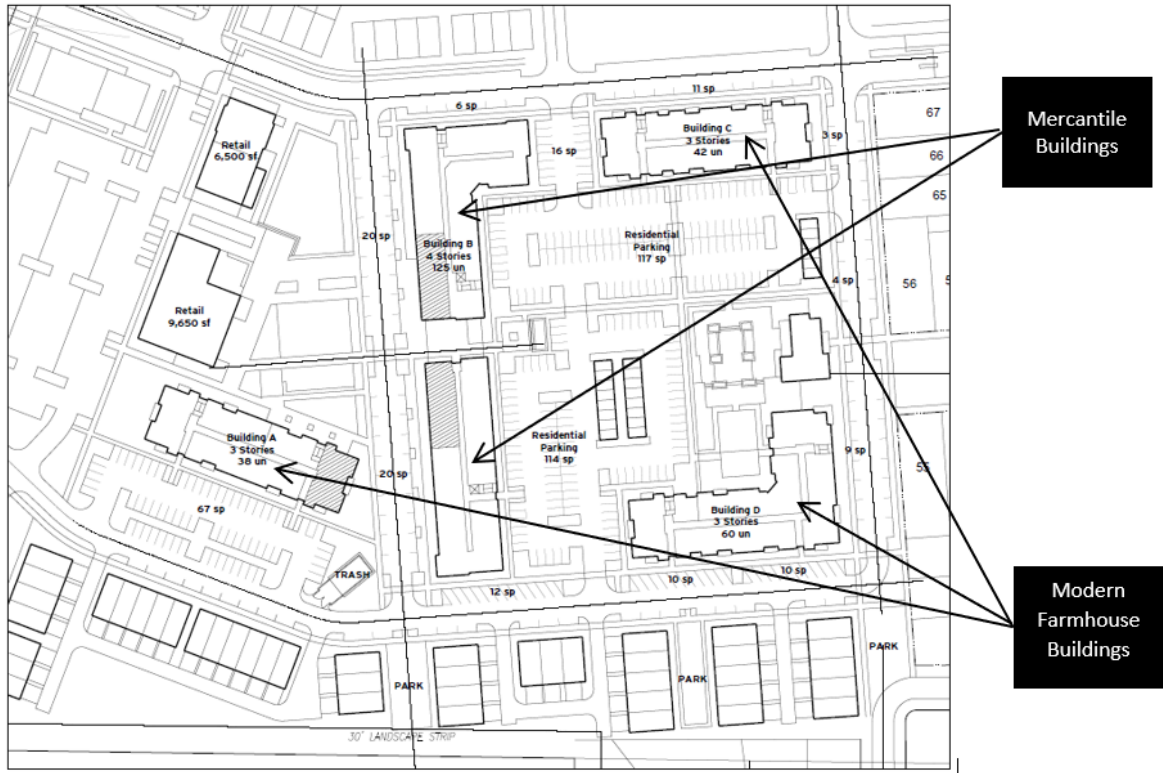 6 sp
11 sp
Retail
6,500 sf
16 sp
Building C
3 Stories
42 un
3 sp
67
66
65
Mercantile
Buildings
20 sp
Building B
4 Stories
125 un
Residential
Parking
117 sp
4 sp
56
Retail
9,650 sf
Building A
3 Stories
38 un
Residential
Parking
114 sp
20 sp
9 sp
55
67 sp
Building D
3 Stories
60 un
TRASH
12 sp
10 sp
10 sp
Modern
Farmhouse
Buildings
PARK
PARK
PARK
30' LANDSCAPE STRIP